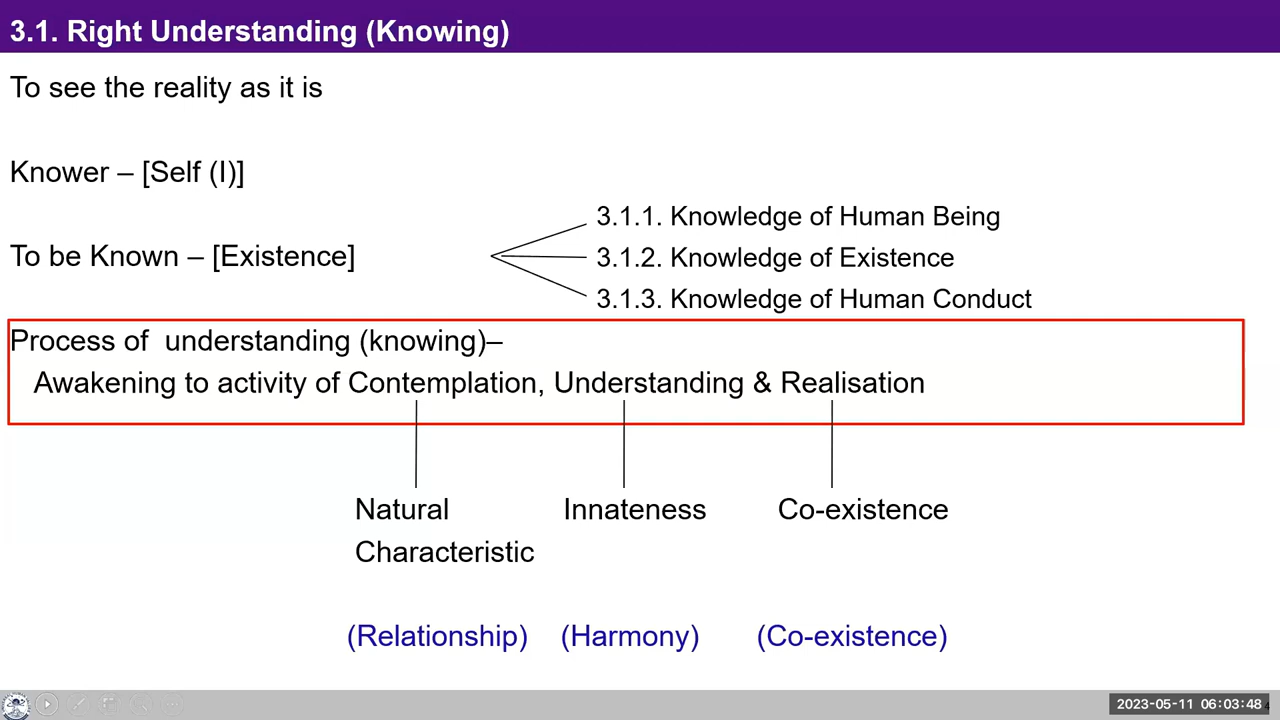 3.1. Right Understanding (Knowing)
To see the reality as it is
Knower – [Self (I)]
3.1.1. Knowledge of Human Being
To be Known – [Existence]
3.1.2. Knowledge of Existence
3.1.3. Knowledge of Human Conduct
Process of understanding (knowing)–
Awakening to activity of Contemplation, Understanding & Realisation
Natural Characteristic
Innateness
Co-existence
(Relationship) (Harmony) (Co-existence)
2023-05-11 06:03:48